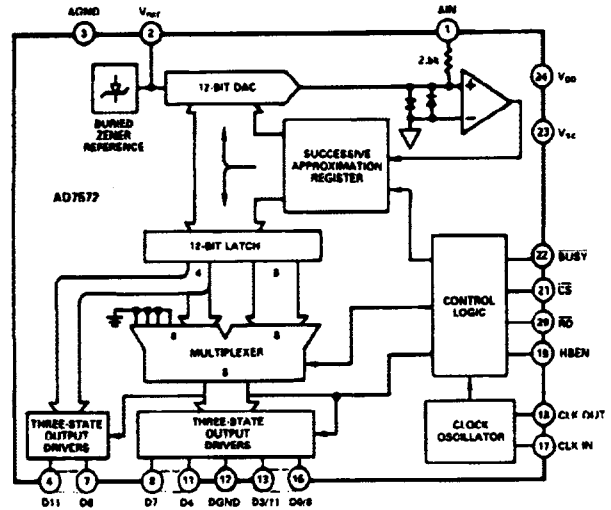 AGND
VREF
AIN
3
2
1
2.5k
12-BIT DAC
24
VDD
BURIED
ZENER
REFERENCE
23
SUCCESSIVE
APPROXIMATION
REGISTER
AD7572
12-BIT LATCH
4
8
CONTROL
LOGIC
22
BUSY
21
CS
20
RD
19
HBEN
8
8
MULTIPLEXER
8
THREE-STATE
OUTPUT
DRIVERS
THREE-STATE
OUTPUT
DRIVERS
CLOCK
OSCILLATOR
18
CLK OUT
17
CLK IN
4
7
8
11
12
13
16
D11
D8
D7
D4
DGND
D3/11
D0/8